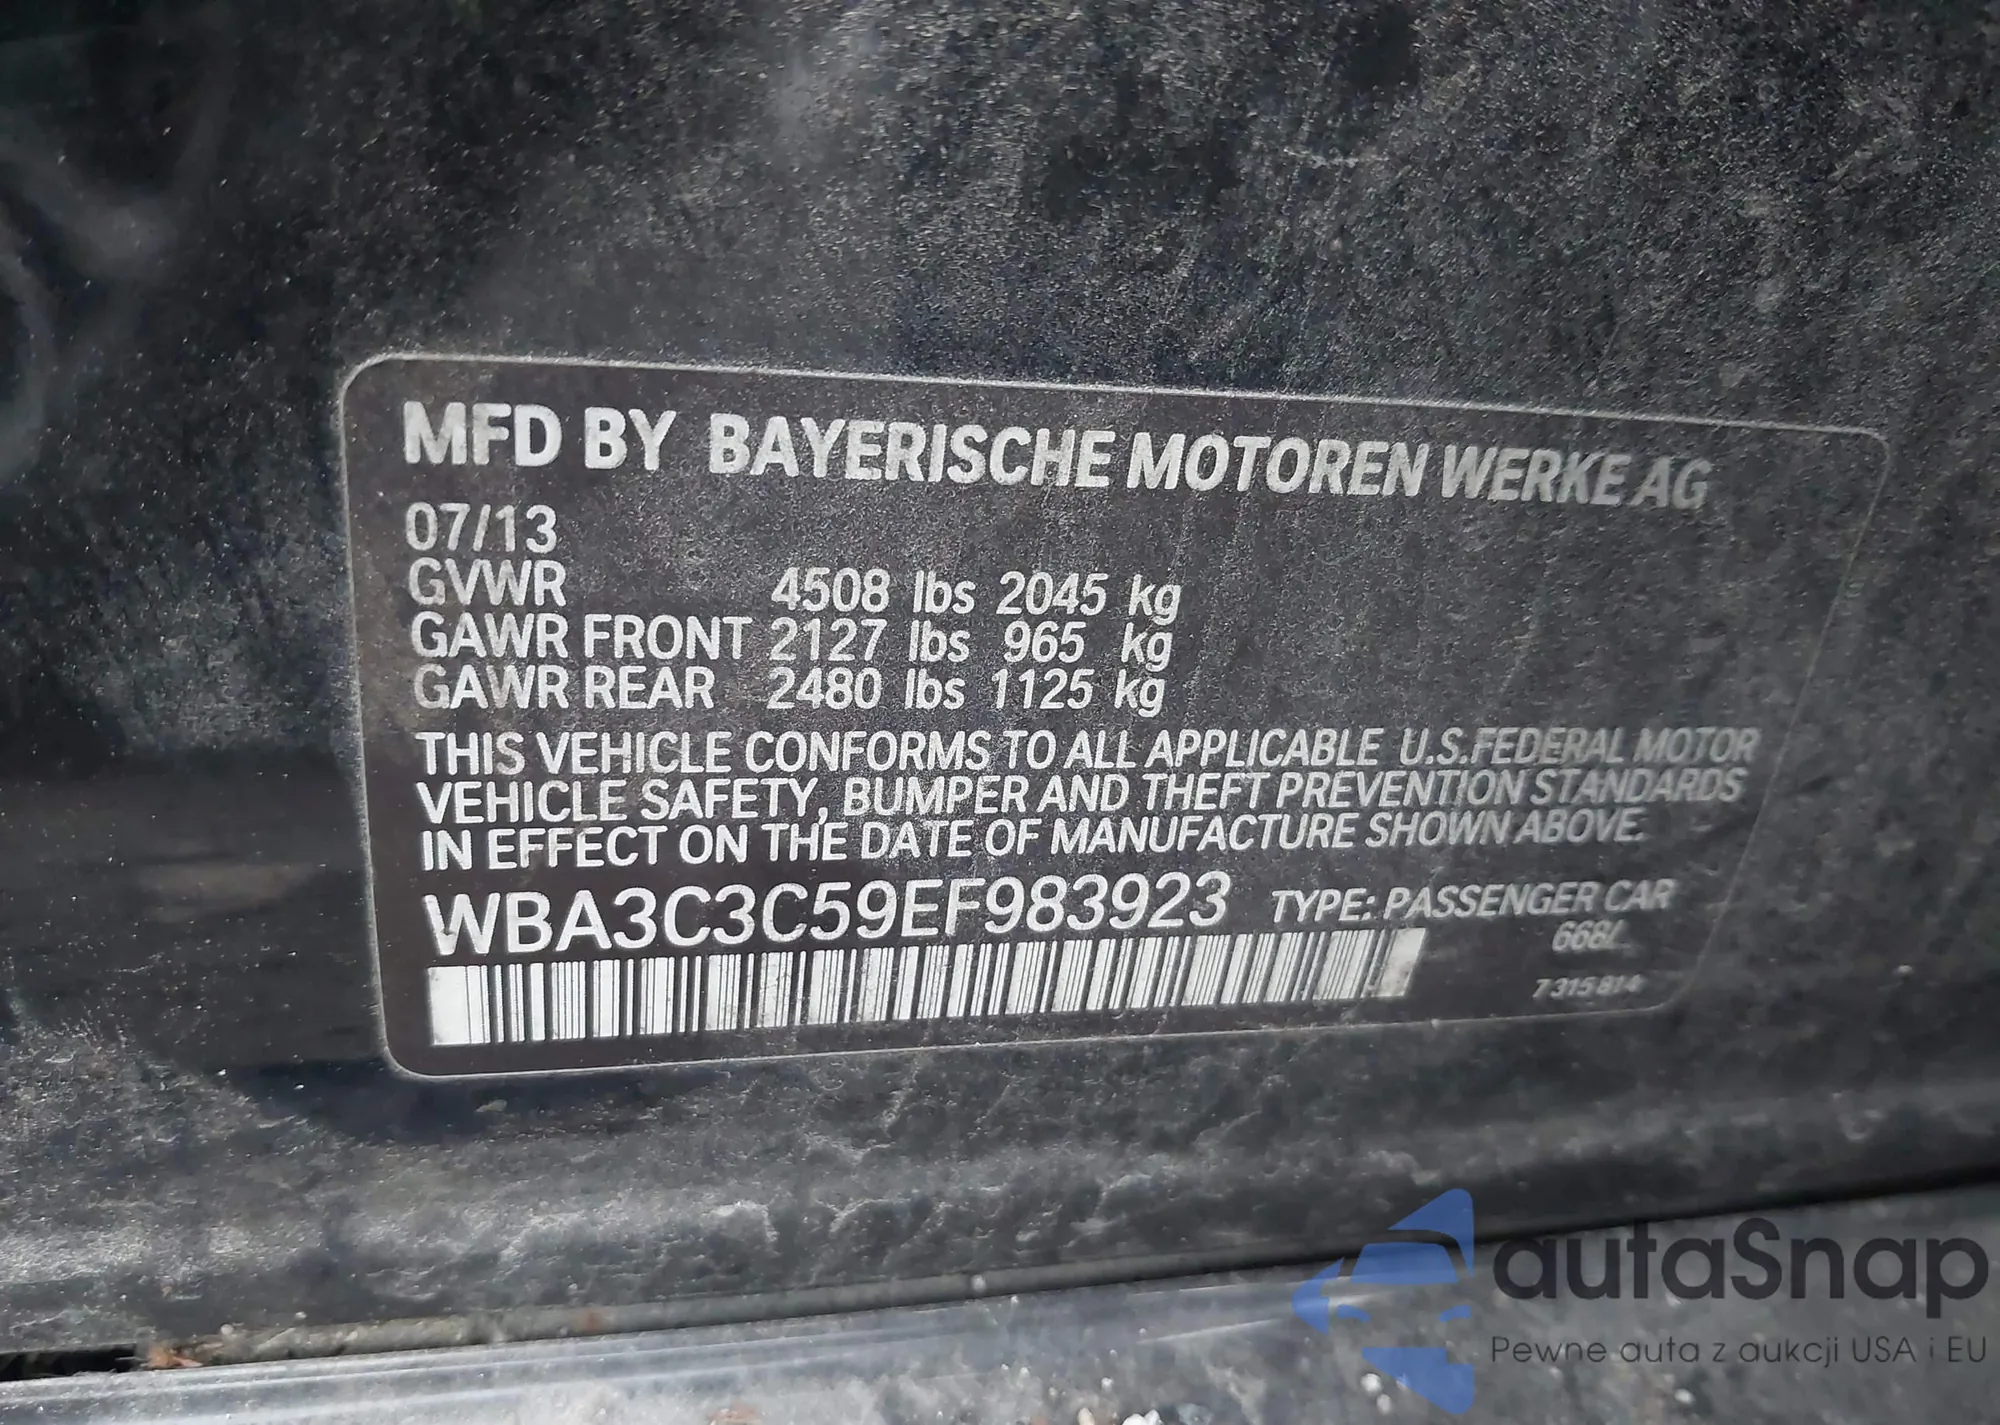 MFD BY BAYERISCHE MOTOREN WERKE AG
07/13
GVWR 4508 lbs 2045 kg
GAWR FRONT 2127 lbs 965 kg
GAWR REAR 2480 lbs 1125 kg
THIS VEHICLE CONFORMS TO ALL APPLICABLE U.S.FEDERAL MOTOR
VEHICLE SAFETY, BUMPER AND THEFT PREVENTION STANDARDS
IN EFFECT ON THE DATE OF MANUFACTURE SHOWN ABOVE.
WBA3C3C59EF983923 TYPE: PASSENGER CAR
7315814
autaSnap
Pewne auta z aukcji USA i EU